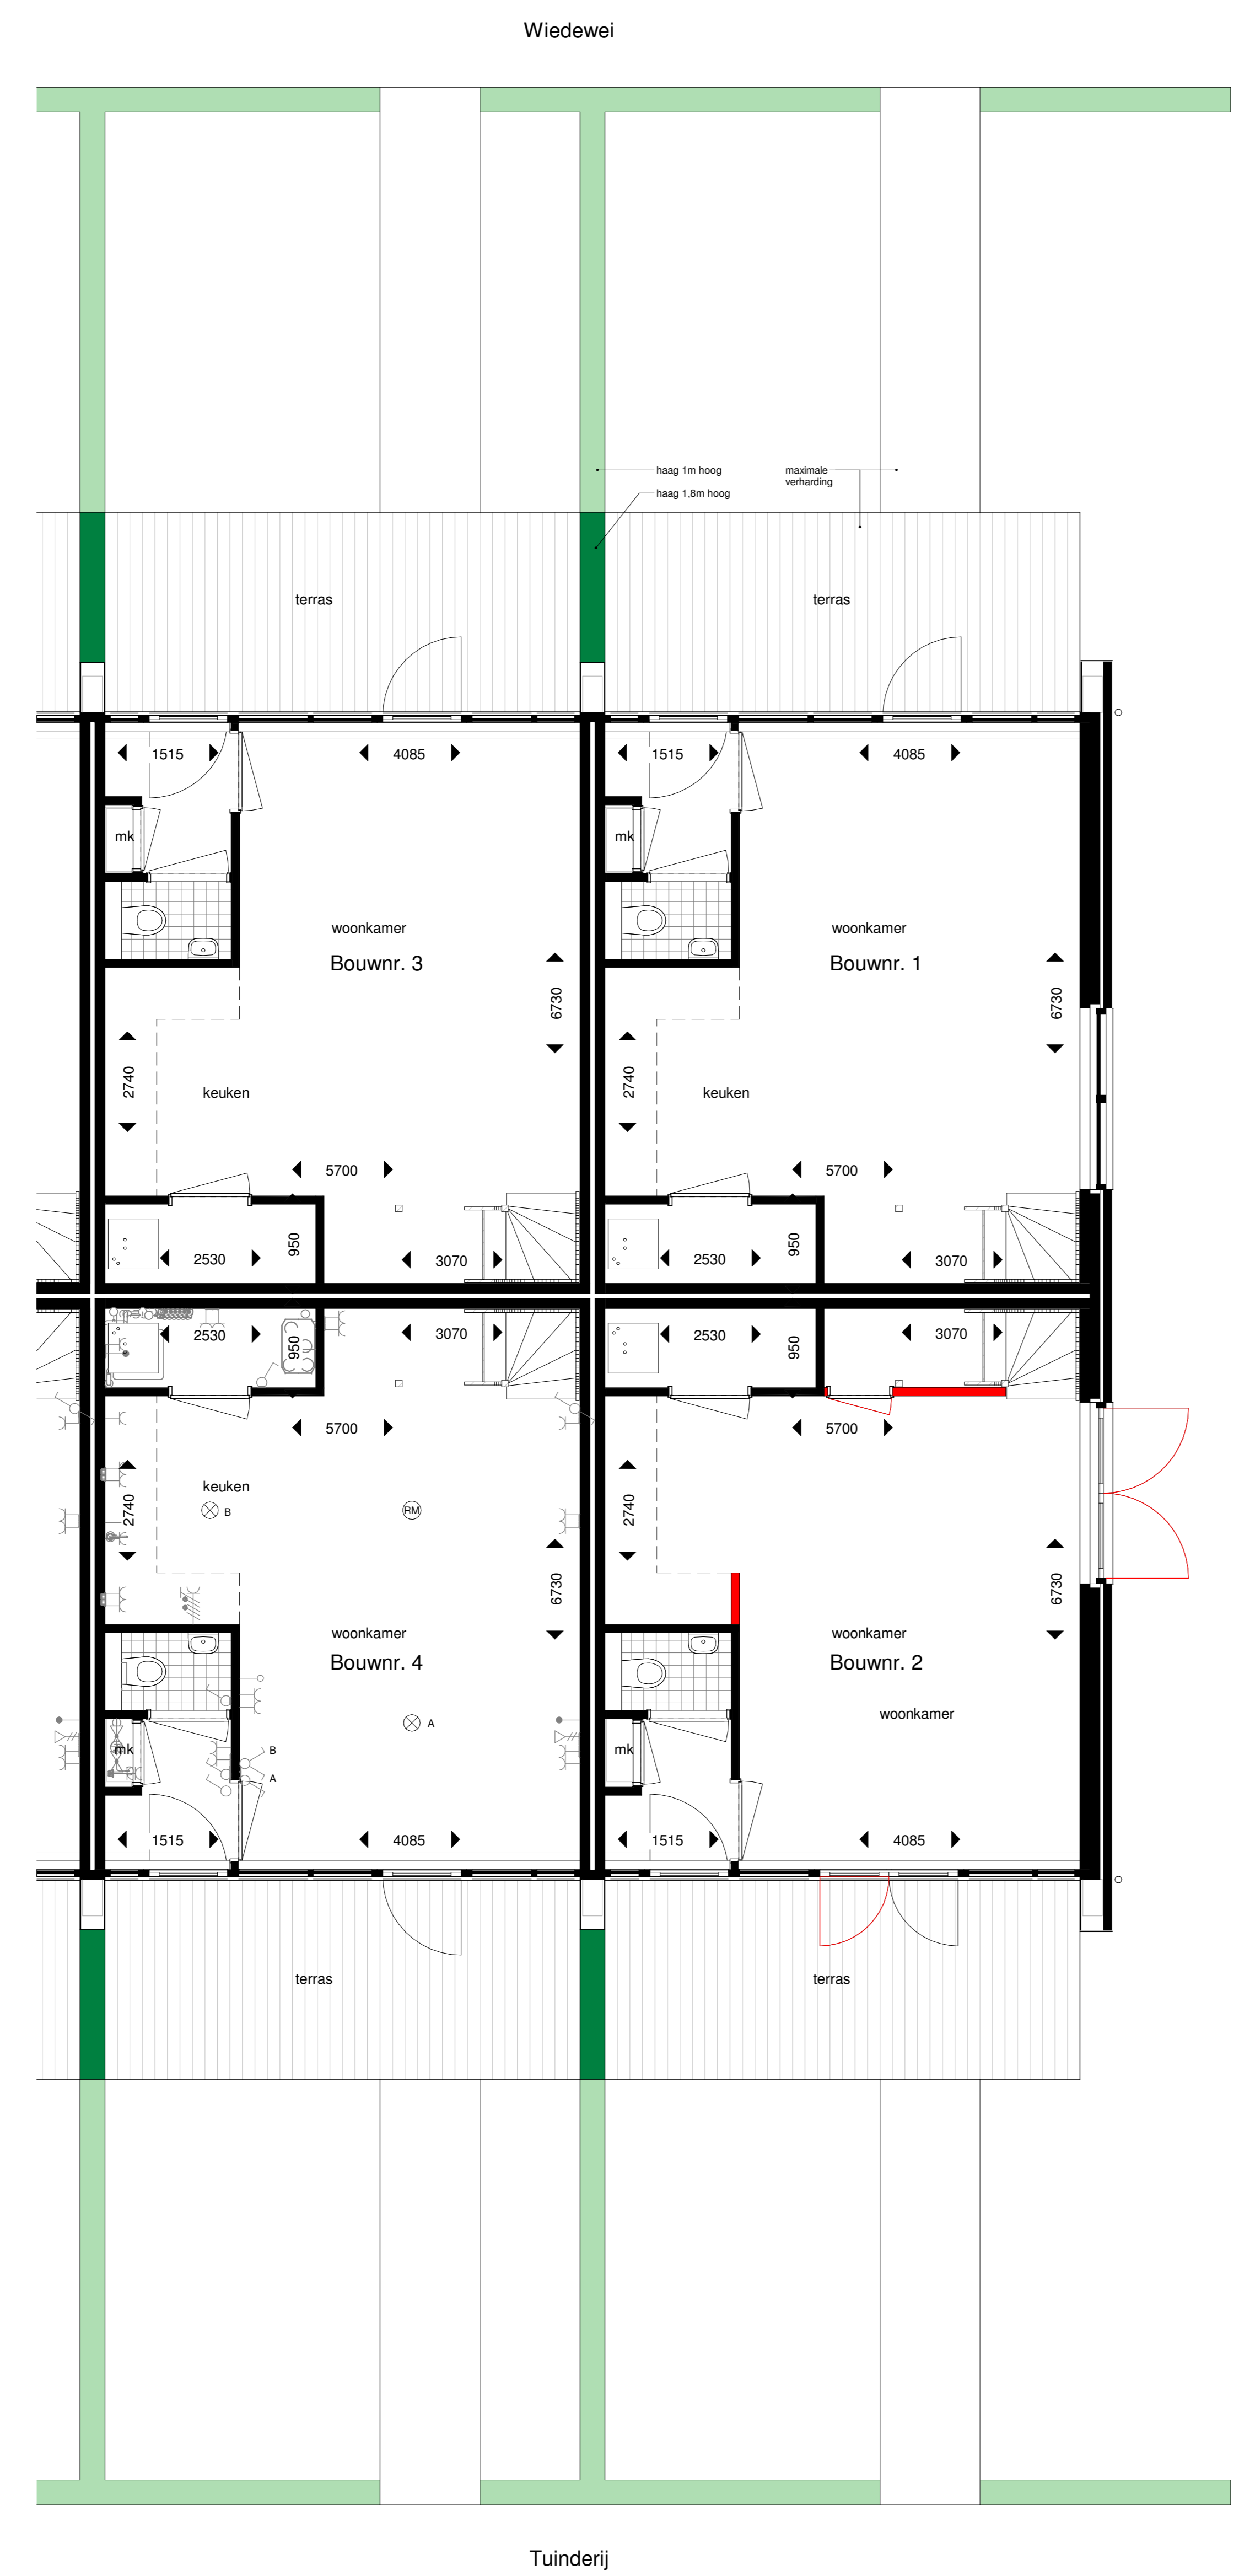 Wiedewei
haag 1m hoog
maximale
verharding
haag 1,8m hoog
terras
terras
1515
4085
1515
4085
mk
mk
woonkamer
woonkamer
Bouwnr. 3
Bouwnr. 1
6730
6730
2740
2740
keuken
keuken
5700
5700
2530
950
3070
2530
950
3070
2530
950
3070
2530
950
3070
5700
5700
keuken
2740
B
RM
2740
6730
6730
woonkamer
woonkamer
Bouwnr. 4
Bouwnr. 2
woonkamer
A
mk
B
mk
A
1515
4085
1515
4085
terras
terras
Tuinderij